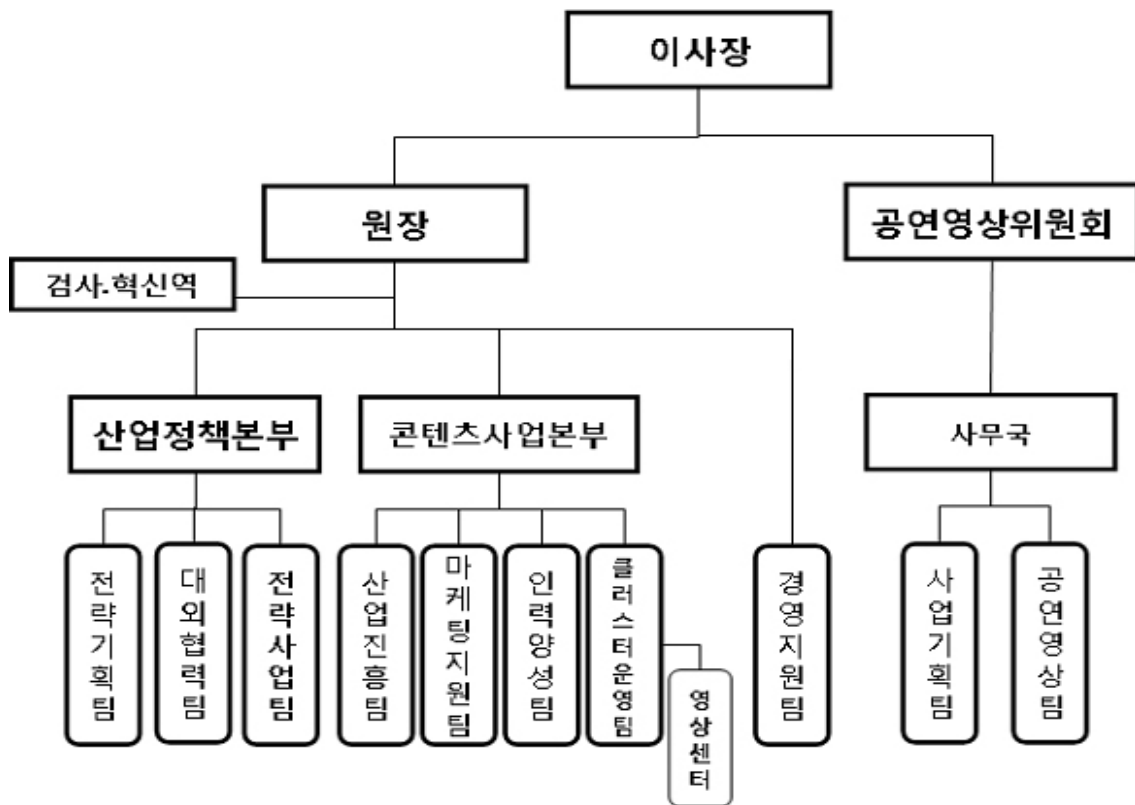 이사장
원장
공연영상위원회
검사.혁신역
산업정책본부
콘텐츠사업본부
사무국
전략기획팀
대외협력팀
전략사업팀
산업진흥팀
마케팅지원팀
인력양성팀
클러스터운영팀
영상센터
경영지원팀
사업기획팀
공연영상팀